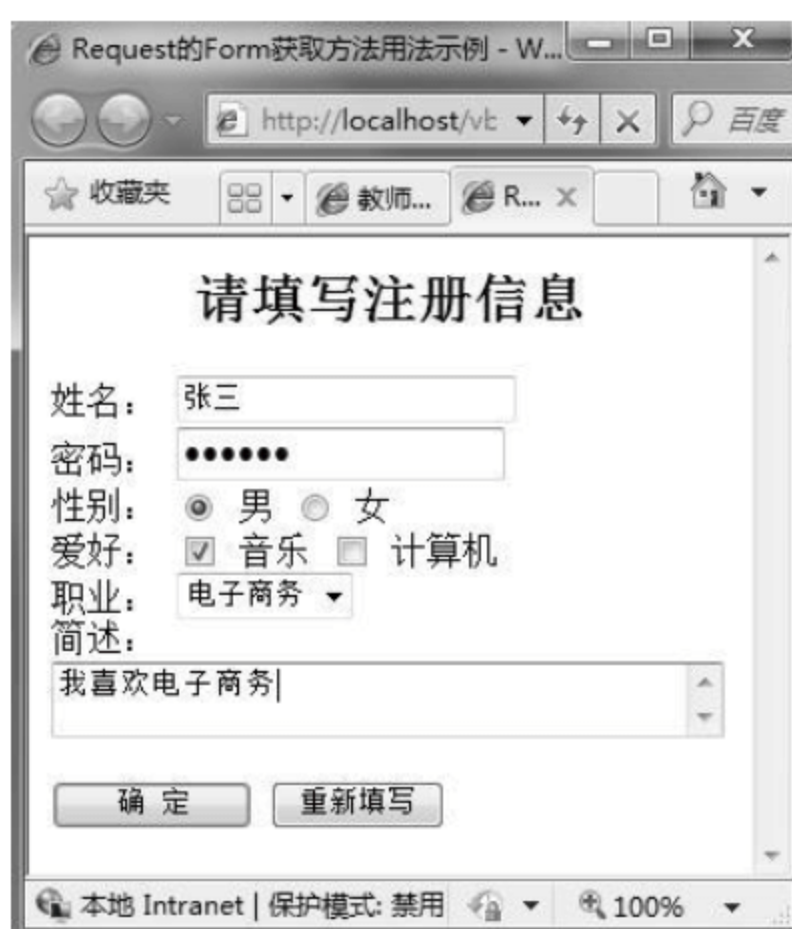 Request的Form获取方法用法示例 - W...
http://localhost/vb
百度
收藏夹
教师...
R...
请填写注册信息
姓名： 张三
密码： ●●●●●●
性别： 男 女
爱好： 音乐 计算机
职业： 电子商务
简述：
我喜欢电子商务
确 定 重新填写
本地 Intranet | 保护模式: 禁用 100%